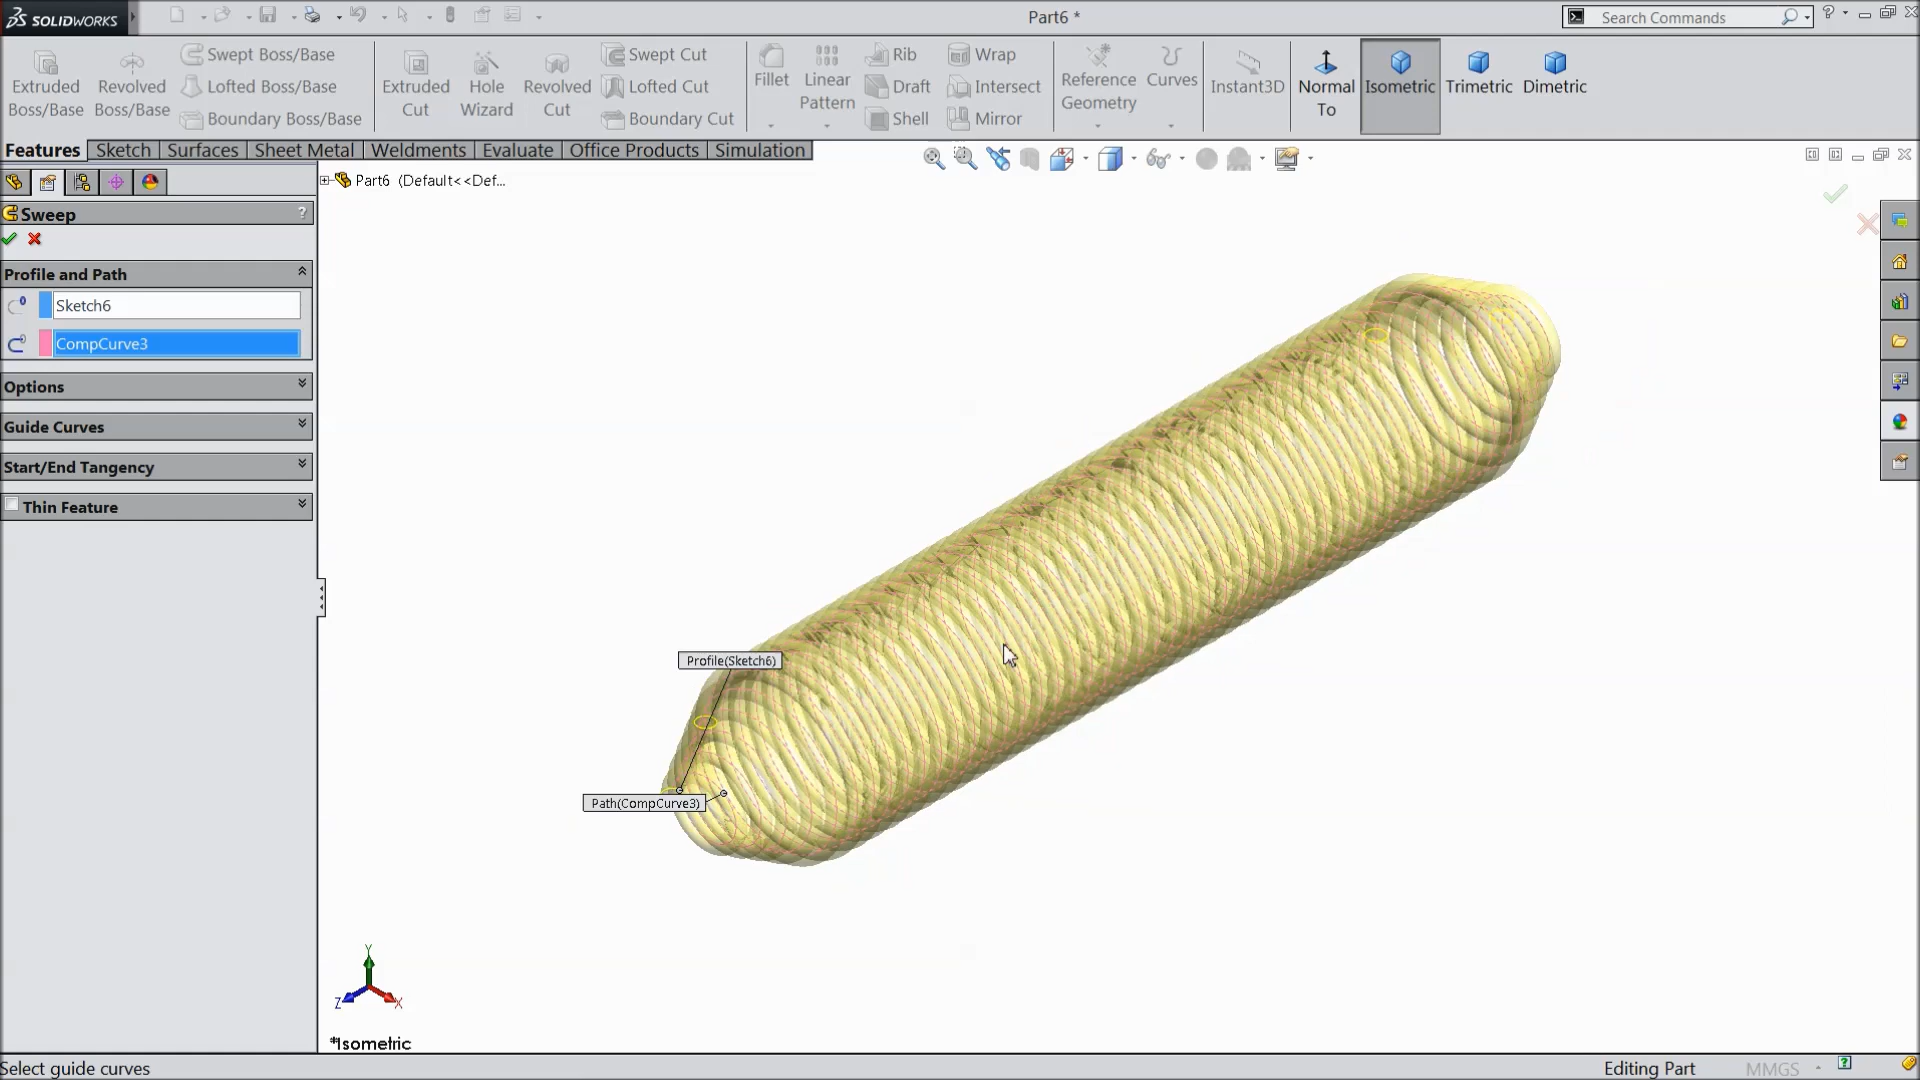 SOLIDWORKS
Part6 *
Search Commands
Extruded Boss/Base
Revolved Boss/Base
Swept Boss/Base
Lofted Boss/Base
Boundary Boss/Base
Extruded Cut
Hole Wizard
Revolved Cut
Swept Cut
Lofted Cut
Boundary Cut
Fillet
Linear Pattern
Rib
Draft
Shell
Wrap
Intersect
Mirror
Reference Geometry
Curves
Instant3D
Normal To
Isometric
Trimetric
Dimetric
Features
Sketch
Surfaces
Sheet Metal
Weldments
Evaluate
Office Products
Simulation
Part6 (Default<<Def...
Sweep
?
Profile and Path
Sketch6
CompCurve3
Options
Guide Curves
Start/End Tangency
Thin Feature
Profile(Sketch6)
Path(CompCurve3)
Y
Z
X
*Isometric
Select guide curves
Editing Part
MMGS